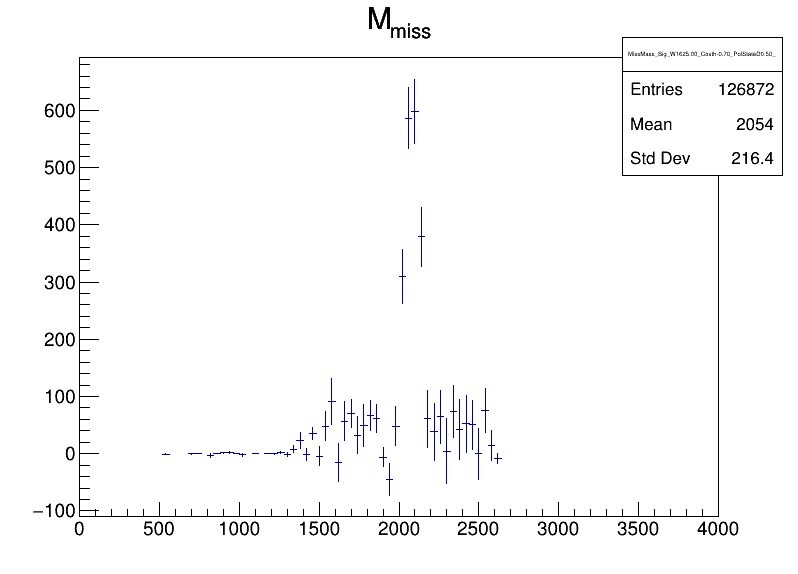 M_miss
MissMass_Sig_W1625.00_Costh-0.70_PolStateD0.50_
Entries 126872
Mean 2054
Std Dev 216.4
600
500
400
300
200
100
0
−100
0 500 1000 1500 2000 2500 3000 3500 4000